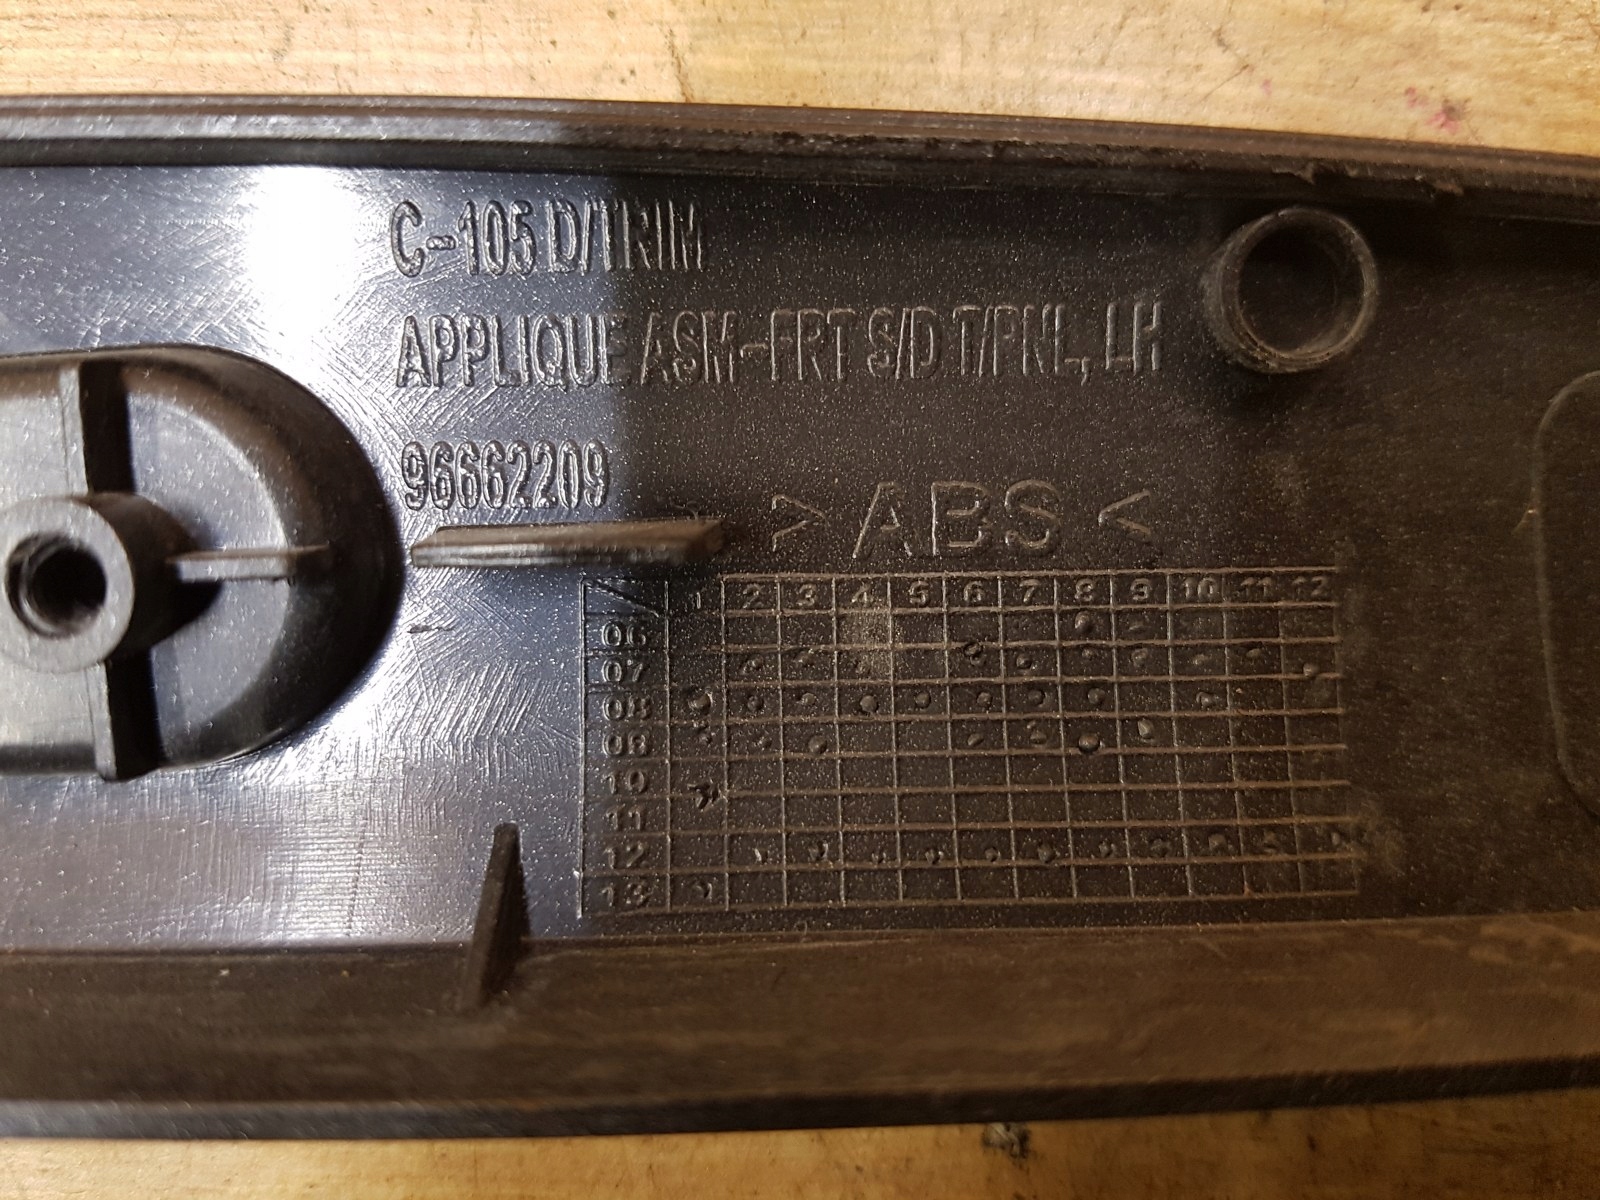 C-105 D/TRIM
APPLIQUE ASM-FRT S/D T/PNL, LH
96662209
>ABS<
1 2 3 4 5 6 7 8 9 10 11 12
06
07
08
09
10
11
12
13